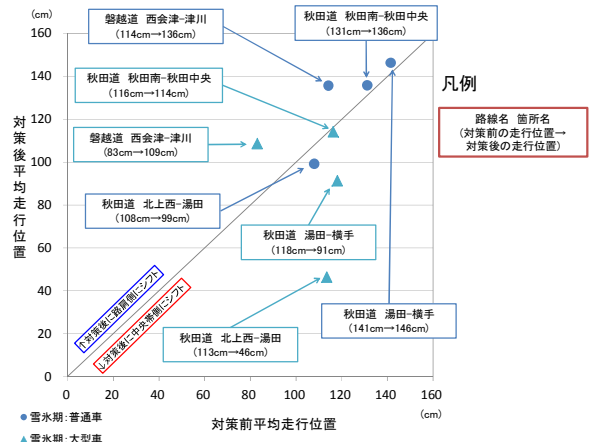 (cm)
160
140
120
100
80
60
40
20
0
対策後平均走行位置
磐越道 西会津-津川
(114cm→136cm)
秋田道 秋田南-秋田中央
(131cm→136cm)
秋田道 秋田南-秋田中央
(116cm→114cm)
磐越道 西会津-津川
(83cm→109cm)
秋田道 北上西-湯田
(108cm→99cm)
秋田道 湯田-横手
(118cm→91cm)
秋田道 湯田-横手
(141cm→146cm)
秋田道 北上西-湯田
(113cm→46cm)
↑対策後に路肩側にシフト
↓対策後に中央帯側にシフト
凡例
路線名 箇所名
(対策前の走行位置→
対策後の走行位置)
0 20 40 60 80 100 120 140 160
(cm)
対策前平均走行位置
●雪氷期:普通車
▲雪氷期:大型車